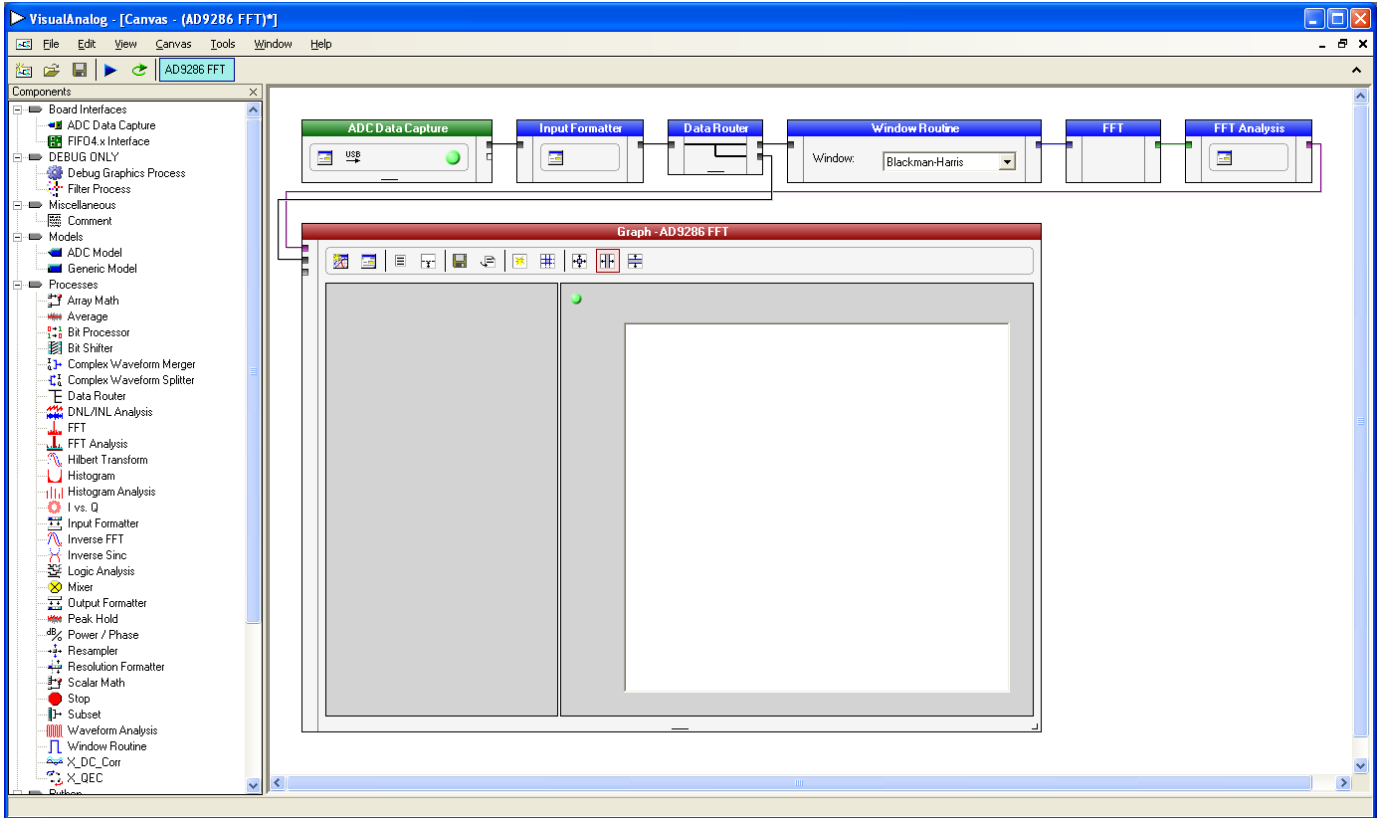 VisualAnalog - [Canvas - (AD9286 FFT)*]
File Edit View Canvas Tools Window Help
AD9286 FFT
Components
Board Interfaces
ADC Data Capture
FIFO4.x Interface
DEBUG ONLY
Debug Graphics Process
Filter Process
Miscellaneous
Comment
Models
ADC Model
Generic Model
Processes
Array Math
Average
Bit Processor
Bit Shifter
Complex Waveform Merger
Complex Waveform Splitter
Data Router
DNL/INL Analysis
FFT
FFT Analysis
Hilbert Transform
Histogram
Histogram Analysis
I vs. Q
Input Formatter
Inverse FFT
Inverse Sinc
Logic Analysis
Mixer
Output Formatter
Peak Hold
Power / Phase
Resampler
Resolution Formatter
Scalar Math
Stop
Subset
Waveform Analysis
Window Routine
X_DC_Corr
X_QEC
Python
ADC Data Capture
USB
Input Formatter
Data Router
Window Routine
Window: Blackman-Harris
FFT
FFT Analysis
Graph - AD9286 FFT